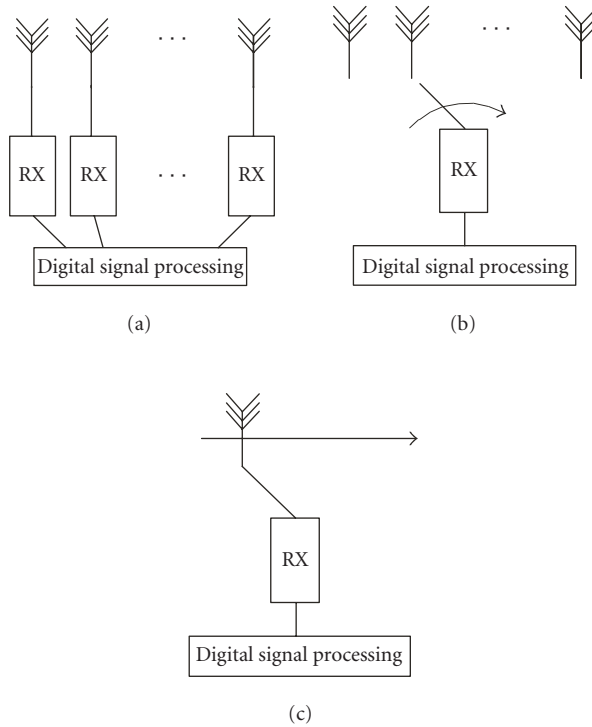 . . .
. . .
RX RX . . . RX
RX
Digital signal processing
Digital signal processing
(a)
(b)
RX
Digital signal processing
(c)